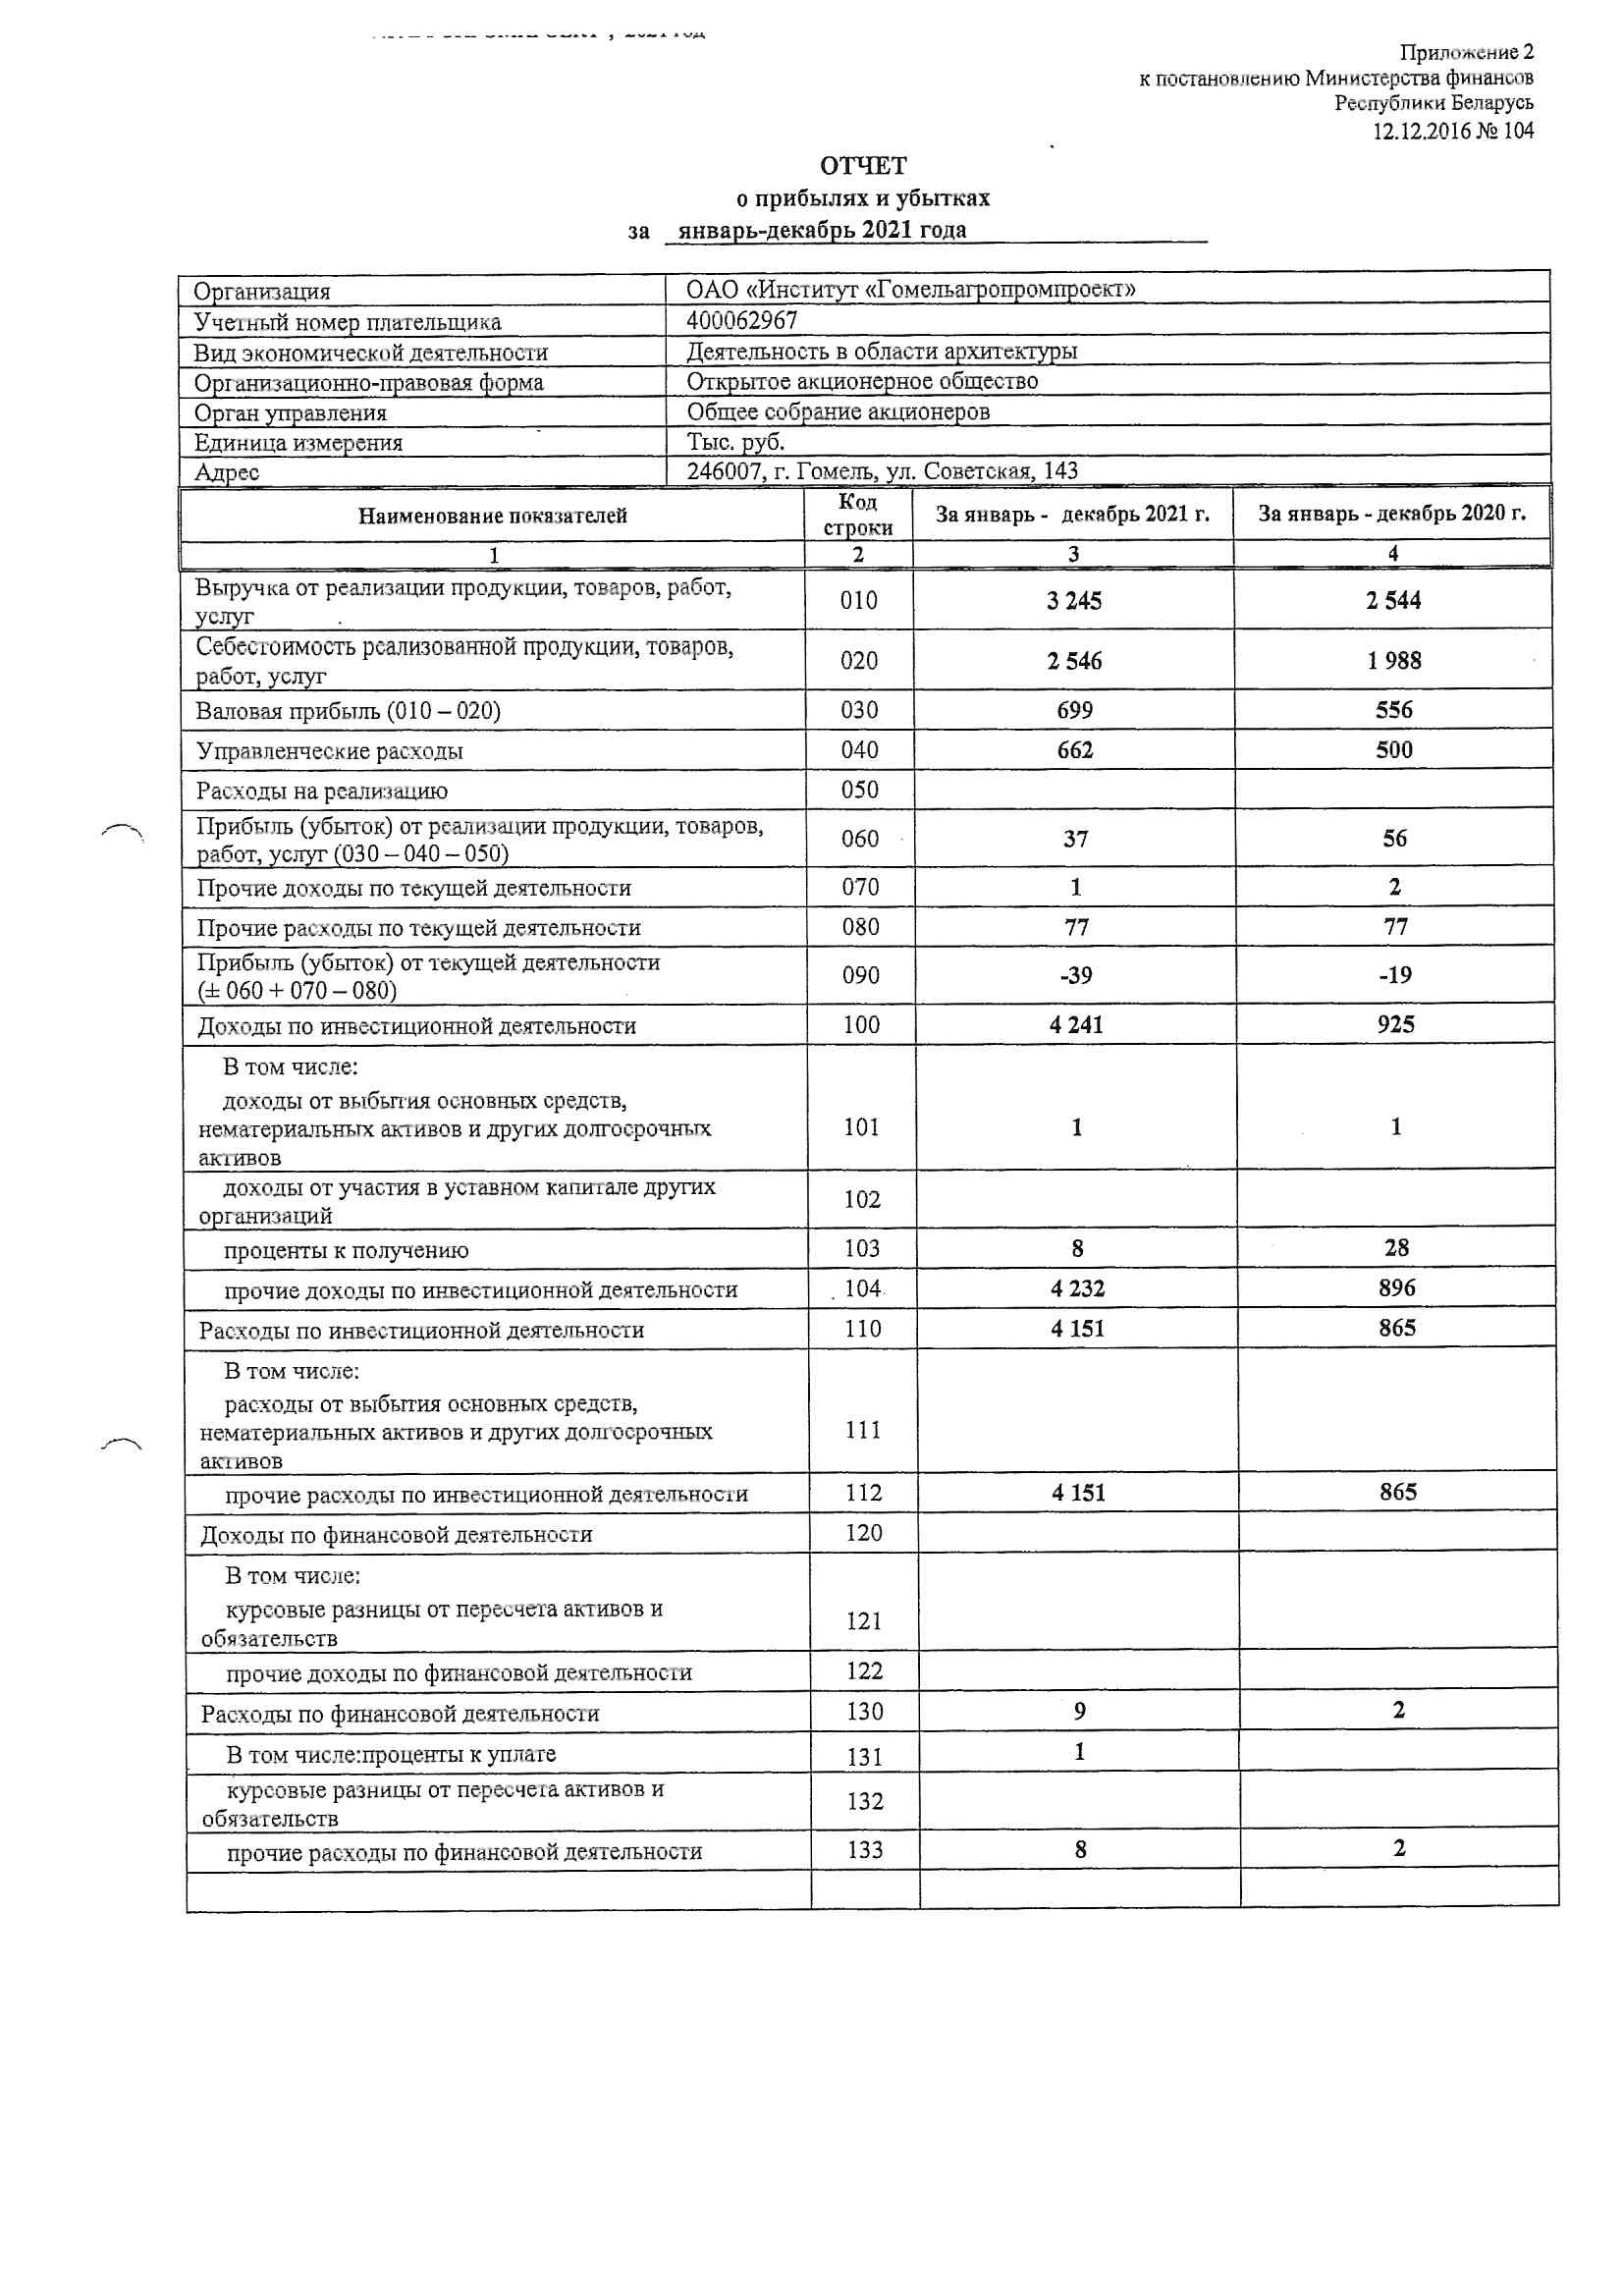 2021 год
Приложение 2
к постановлению Министерства финансов
Республики Беларусь
12.12.2016 № 104
ОТЧЕТ
о прибылях и убытках
за январь-декабрь 2021 года
Организация ОАО «Институт «Гомельагропромпроект»
Учетный номер плательщика 400062967
Вид экономической деятельности Деятельность в области архитектуры
Организационно-правовая форма Открытое акционерное общество
Орган управления Общее собрание акционеров
Единица измерения Тыс. руб.
Адрес 246007, г. Гомель, ул. Советская, 143
Наименование показателей Код строки За январь - декабрь 2021 г. За январь - декабрь 2020 г.
1 2 3 4
Выручка от реализации продукции, товаров, работ,
услуг 010 3 245 2 544
Себестоимость реализованной продукции, товаров,
работ, услуг 020 2 546 1 988
Валовая прибыль (010 – 020) 030 699 556
Управленческие расходы 040 662 500
Расходы на реализацию 050
Прибыль (убыток) от реализации продукции, товаров,
работ, услуг (030 – 040 – 050) 060 37 56
Прочие доходы по текущей деятельности 070 1 2
Прочие расходы по текущей деятельности 080 77 77
Прибыль (убыток) от текущей деятельности
(± 060 + 070 – 080) 090 -39 -19
Доходы по инвестиционной деятельности 100 4 241 925
В том числе:
доходы от выбытия основных средств,
нематериальных активов и других долгосрочных
активов 101 1 1
доходы от участия в уставном капитале других
организаций 102
проценты к получению 103 8 28
прочие доходы по инвестиционной деятельности 104 4 232 896
Расходы по инвестиционной деятельности 110 4 151 865
В том числе:
расходы от выбытия основных средств,
нематериальных активов и других долгосрочных
активов 111
прочие расходы по инвестиционной деятельности 112 4 151 865
Доходы по финансовой деятельности 120
В том числе:
курсовые разницы от пересчета активов и
обязательств 121
прочие доходы по финансовой деятельности 122
Расходы по финансовой деятельности 130 9 2
В том числе:проценты к уплате 131 1
курсовые разницы от пересчета активов и
обязательств 132
прочие расходы по финансовой деятельности 133 8 2